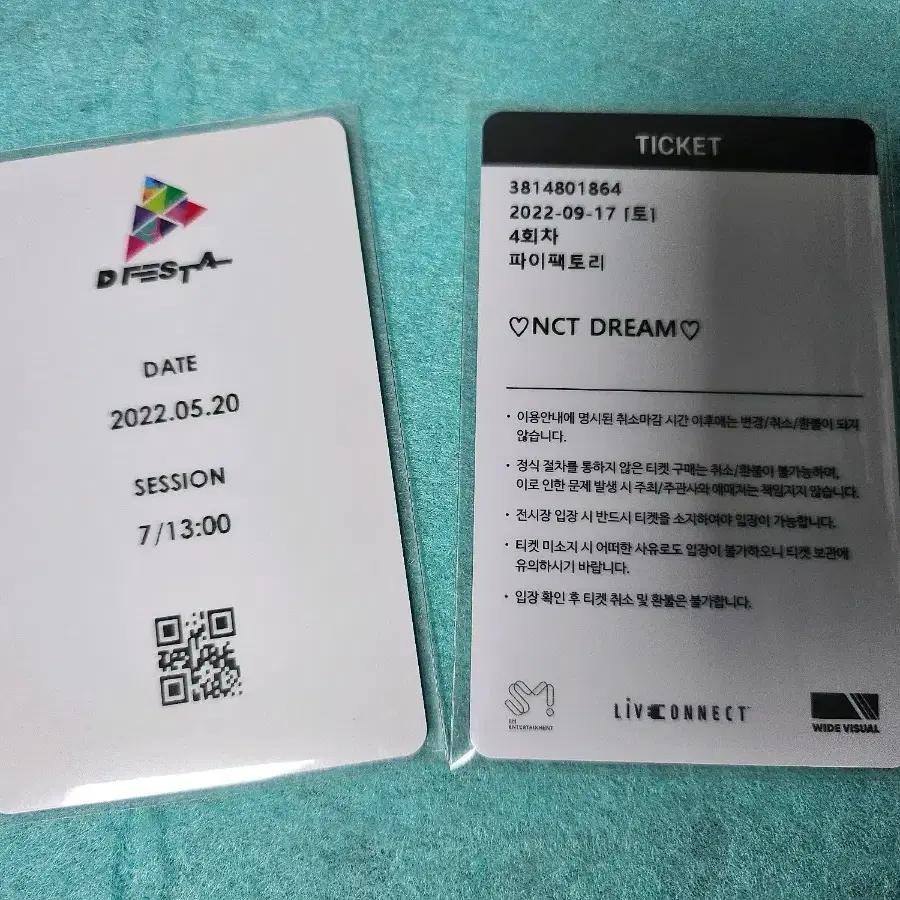 D FESTA
DATE
2022.05.20
SESSION
7/13:00
TICKET
3814801864
2022-09-17 [토]
4회차
파이팩토리
♡NCT DREAM♡
• 이용안내에 명시된 취소마감 시간 이후에는 변경/취소/환불이 되지
않습니다.
• 정식 절차를 통하지 않은 티켓 구매는 취소/환불이 불가능하며,
이로 인한 문제 발생 시 주최/주관사와 예매처는 책임지지 않습니다.
• 전시장 입장 시 반드시 티켓을 소지하여야 입장이 가능합니다.
• 티켓 미소지 시 어떠한 사유로도 입장이 불가하오니 티켓 보관에
유의하시기 바랍니다.
• 입장 확인 후 티켓 취소 및 환불은 불가합니다.
SM!
SM
ENTERTAINMENT
LiVECONNECT
WIDE VISUAL